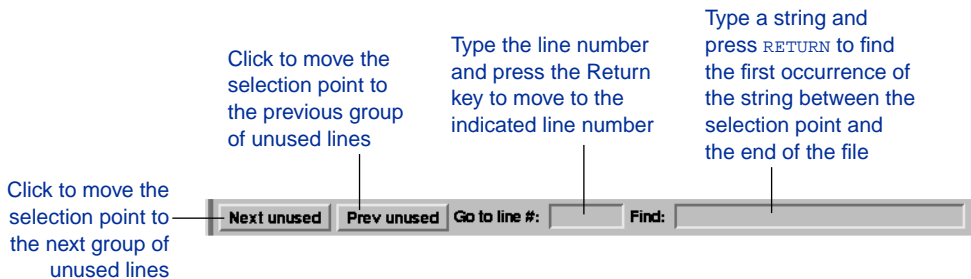 Type a string and
press RETURN to find
the first occurrence of
the string between the
selection point and
the end of the file
Type the line number
and press the Return
key to move to the
indicated line number
Click to move the
selection point to
the previous group
of unused lines
Click to move the
selection point to
the next group of
unused lines
Next unused Prev unused Go to line #: Find: